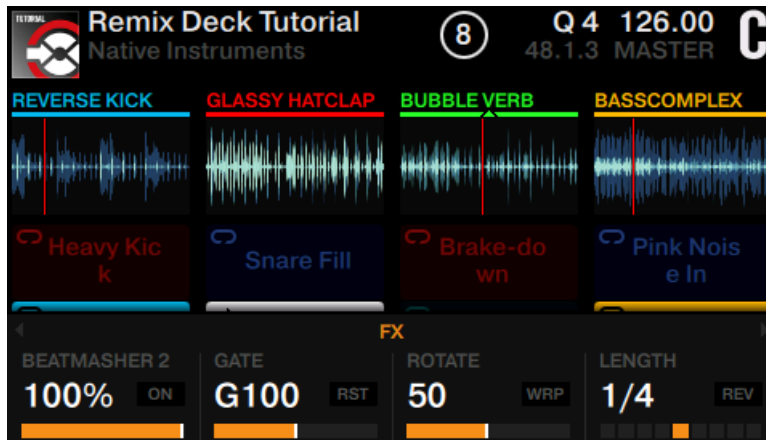 TUTORIAL
Remix Deck Tutorial
Native Instruments
8
Q 4 126.00
48.1.3 MASTER
C
REVERSE KICK GLASSY HATCLAP BUBBLE VERB BASSCOMPLEX
Heavy Kic
k
Snare Fill
Brake-do
wn
Pink Nois
e In
FX
BEATMASHER 2 GATE ROTATE LENGTH
100% ON G100 RST 50 WRP 1/4 REV